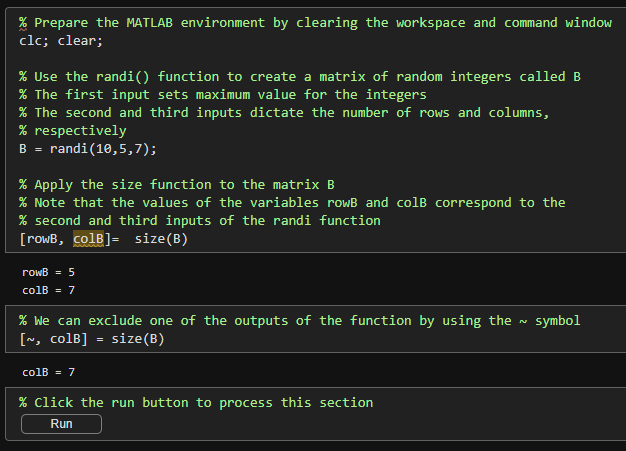 % Prepare the MATLAB environment by clearing the workspace and command window
clc; clear;
% Use the randi() function to create a matrix of random integers called B
% The first input sets maximum value for the integers
% The second and third inputs dictate the number of rows and columns,
% respectively
B = randi(10,5,7);
% Apply the size function to the matrix B
% Note that the values of the variables rowB and colB correspond to the
% second and third inputs of the randi function
[rowB, colB]=  size(B)
rowB = 5
colB = 7
% We can exclude one of the outputs of the function by using the ~ symbol
[~, colB] = size(B)
colB = 7
% Click the run button to process this section
Run